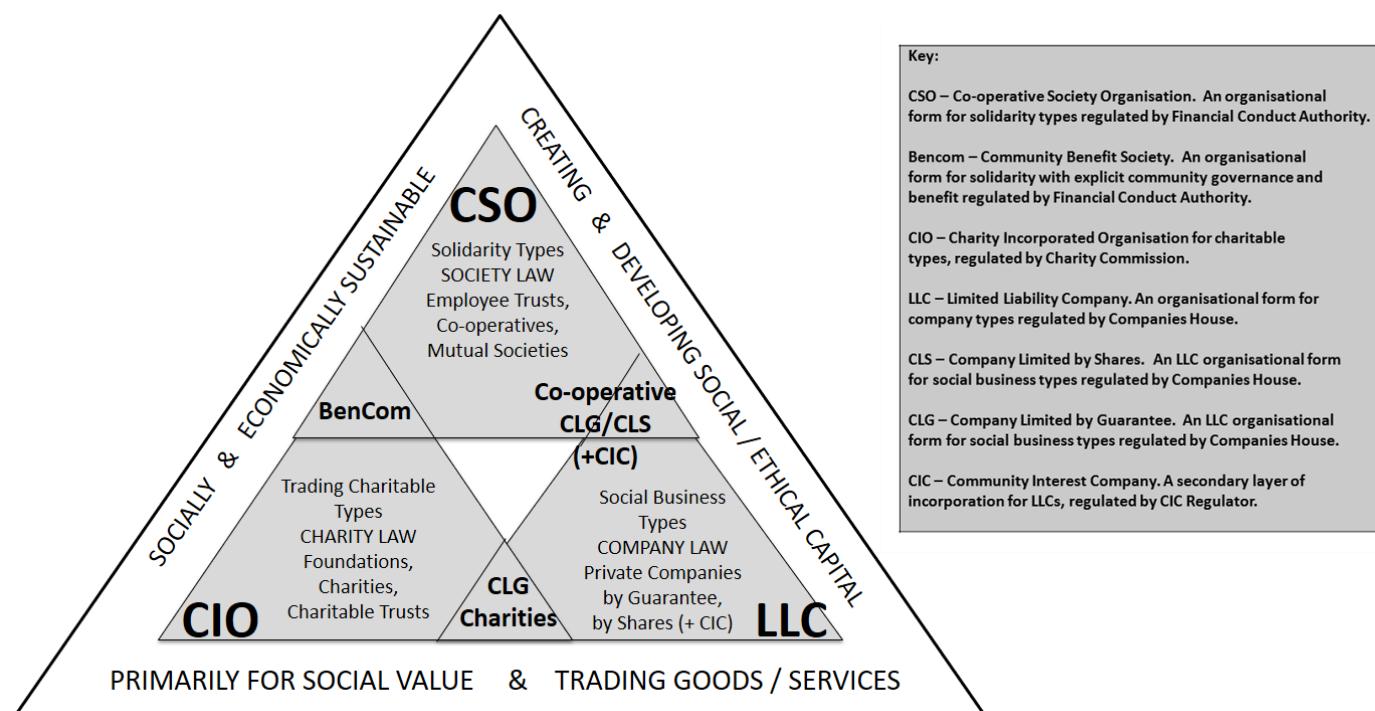 SOCIALLY & ECONOMICALLY SUSTAINABLE
CREATING & DEVELOPING SOCIAL / ETHICAL CAPITAL
CSO
Solidarity Types
SOCIETY LAW
Employee Trusts,
Co-operatives,
Mutual Societies
BenCom
Co-operative
CLG/CLS
(+CIC)
Trading Charitable
Types
CHARITY LAW
Foundations,
Charities,
Charitable Trusts
CIO
CLG
Charities
Social Business
Types
COMPANY LAW
Private Companies
by Guarantee,
by Shares (+ CIC)
LLC
PRIMARILY FOR SOCIAL VALUE & TRADING GOODS / SERVICES
Key:
CSO – Co-operative Society Organisation. An organisational
form for solidarity types regulated by Financial Conduct Authority.
Bencom – Community Benefit Society. An organisational
form for solidarity with explicit community governance and
benefit regulated by Financial Conduct Authority.
CIO – Charity Incorporated Organisation for charitable
types, regulated by Charity Commission.
LLC – Limited Liability Company. An organisational form for
company types regulated by Companies House.
CLS – Company Limited by Shares. An LLC organisational form
for social business types regulated by Companies House.
CLG – Company Limited by Guarantee. An LLC organisational
form for social business types regulated by Companies House.
CIC – Community Interest Company. A secondary layer of
incorporation for LLCs, regulated by CIC Regulator.